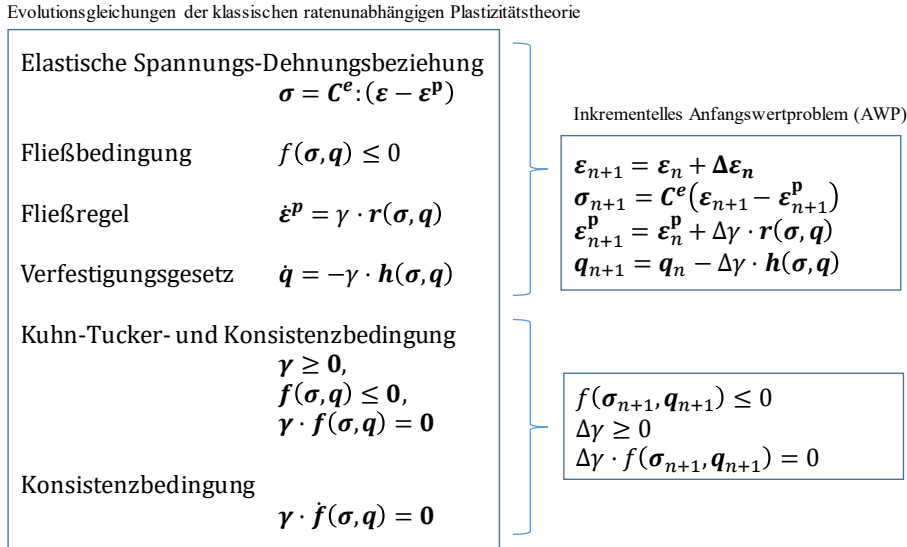 Evolutionsgleichungen der klassischen ratenunabhängigen Plastizitätstheorie
Elastische Spannungs-Dehnungsbeziehung
σ = Cᵉ: (ε − εᵖ)
Fließbedingung f(σ, q) ≤ 0
Fließregel ε̇ᵖ = γ · r(σ, q)
Verfestigungsgesetz q̇ = −γ · h(σ, q)
Kuhn-Tucker- und Konsistenzbedingung
γ ≥ 0,
f(σ, q) ≤ 0,
γ · f(σ, q) = 0
Konsistenzbedingung
γ · ḟ(σ, q) = 0
Inkrementelles Anfangswertproblem (AWP)
εₙ₊₁ = εₙ + Δεₙ
σₙ₊₁ = Cᵉ(εₙ₊₁ − εᵖₙ₊₁)
εᵖₙ₊₁ = εᵖₙ + Δγ · r(σ, q)
qₙ₊₁ = qₙ − Δγ · h(σ, q)
f(σₙ₊₁, qₙ₊₁) ≤ 0
Δγ ≥ 0
Δγ · f(σₙ₊₁, qₙ₊₁) = 0